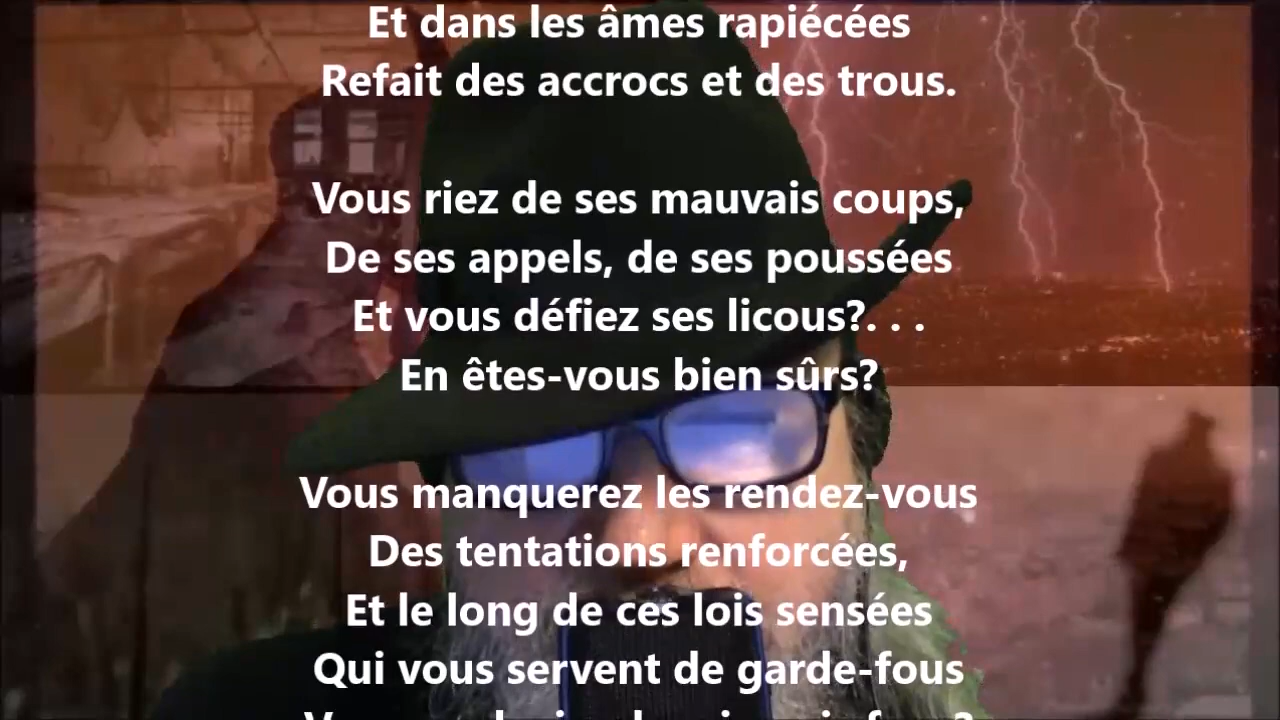 Et dans les âmes rapiécées
Refait des accrocs et des trous.
Vous riez de ses mauvais coups,
De ses appels, de ses poussées
Et vous défiez ses licous?. . .
En êtes-vous bien sûrs?
Vous manquerez les rendez-vous
Des tentations renforcées,
Et le long de ces lois sensées
Qui vous servent de garde-fous